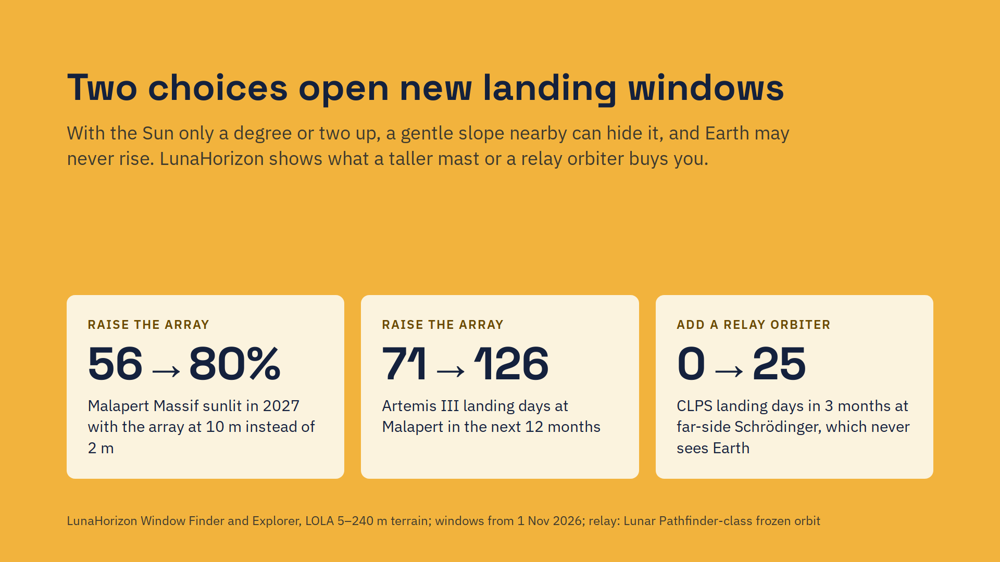 Two choices open new landing windows
With the Sun only a degree or two up, a gentle slope nearby can hide it, and Earth may
never rise. LunaHorizon shows what a taller mast or a relay orbiter buys you.
RAISE THE ARRAY
56→80%
Malapert Massif sunlit in 2027
with the array at 10 m instead of
2 m
RAISE THE ARRAY
71→126
Artemis III landing days at
Malapert in the next 12 months
ADD A RELAY ORBITER
0→25
CLPS landing days in 3 months at
far-side Schrödinger, which never
sees Earth
LunaHorizon Window Finder and Explorer, LOLA 5–240 m terrain; windows from 1 Nov 2026; relay: Lunar Pathfinder-class frozen orbit